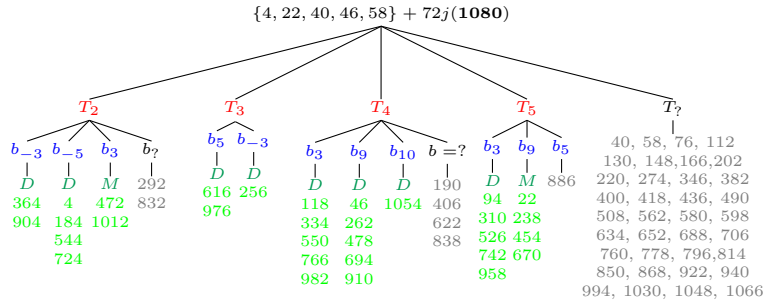 {4, 22, 40, 46, 58} + 72j(1080)
T₂ T₃ T₄ T₅ T?
b₋₃ b₋₅ b₃ b?
D D M 292
364 4 472 832
904 184 1012
544
724
b₅ b₋₃
D D
616 256
976
b₃ b₉ b₁₀ b =?
D D D 190
118 46 1054 406
334 262 622
550 478 838
766 694
982 910
b₃ b₉ b₅
D M 886
94 22
310 238
526 454
742 670
958
40, 58, 76, 112
130, 148,166,202
220, 274, 346, 382
400, 418, 436, 490
508, 562, 580, 598
634, 652, 688, 706
760, 778, 796,814
850, 868, 922, 940
994, 1030, 1048, 1066